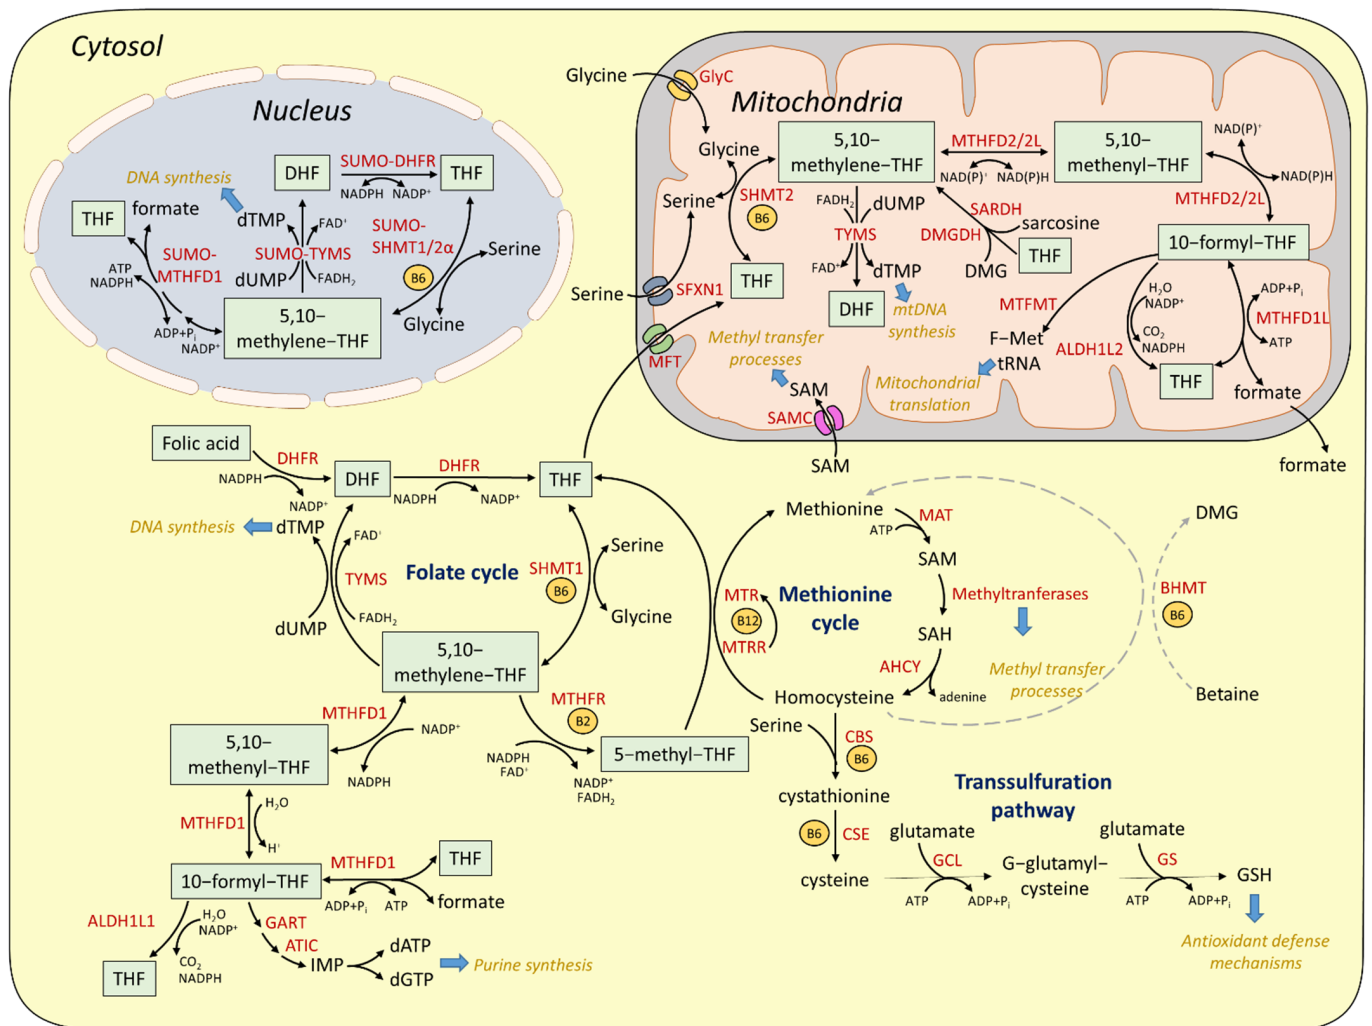 Cytosol
Nucleus
DNA synthesis
THF
formate
SUMO-
MTHFD1
ATP
NADPH
ADP+Pi
NADP⁺
DHF
SUMO-DHFR
NADPH
NADP⁺
THF
dTMP
FAD⁺
SUMO-TYMS
dUMP
FADH₂
SUMO-
SHMT1/2α
B6
Serine
Glycine
5,10−
methylene−THF
Glycine
GlyC
Mitochondria
Glycine
Serine
SHMT2
B6
THF
Serine
SFXN1
MFT
5,10−
methylene−THF
MTHFD2/2L
NAD(P)⁺
NAD(P)H
5,10−
methenyl−THF
NAD(P)⁺
NAD(P)H
MTHFD2/2L
FADH₂
dUMP
TYMS
FAD⁺
dTMP
DHF
mtDNA
synthesis
SARDH
sarcosine
DMGDH
DMG
THF
10−formyl−THF
MTFMT
F−Met
tRNA
Mitochondrial
translation
H₂O
NADP⁺
CO₂
NADPH
ALDH1L2
THF
ADP+Pi
MTHFD1L
ATP
formate
formate
Methyl transfer
processes
SAM
SAMC
SAM
Folic acid
DHFR
NADPH
NADP⁺
DHF
DHFR
NADPH
NADP⁺
THF
DNA synthesis
dTMP
FAD⁺
TYMS
FADH₂
dUMP
Folate cycle
SHMT1
B6
Serine
Glycine
5,10−
methylene−THF
MTHFR
B2
NADPH
FAD⁺
NADP⁺
FADH₂
5−methyl−THF
MTHFD1
NADP⁺
NADPH
5,10−
methenyl−THF
MTHFD1
H₂O
H⁺
10−formyl−THF
MTHFD1
ADP+Pi
ATP
THF
formate
ALDH1L1
H₂O
NADP⁺
CO₂
NADPH
THF
GART
ATIC
IMP
dATP
dGTP
Purine synthesis
Methionine
ATP
MAT
SAM
Methyltranferases
Methyl transfer
processes
SAH
AHCY
adenine
Homocysteine
MTR
B12
MTRR
Methionine
cycle
DMG
BHMT
B6
Betaine
Serine
CBS
B6
cystathionine
B6
CSE
cysteine
Transsulfuration
pathway
glutamate
GCL
ATP
ADP+Pi
G−glutamyl−
cysteine
glutamate
GS
ATP
ADP+Pi
GSH
Antioxidant defense
mechanisms